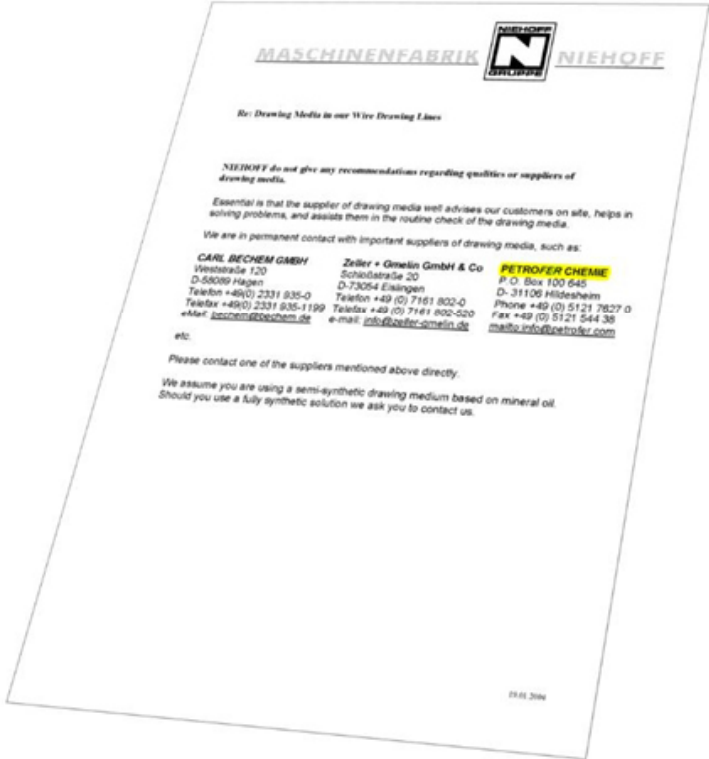 MASCHINENFABRIK NIEHOFF GRUPPE NIEHOFF
Re: Drawing Media in our Wire Drawing Lines
NIEHOFF do not give any recommendations regarding qualities or suppliers of
drawing media.
Essential is that the supplier of drawing media well advises our customers on site, helps in
solving problems, and assists them in the routine check of the drawing media.
We are in permanent contact with important suppliers of drawing media, such as:
CARL BECHEM GMBH
Weststraße 120
D-58089 Hagen
Telefon +49(0) 2331 935-0
Telefax +49(0) 2331 935-1199
eMail: bechem@bechem.de
Zeller + Gmelin GmbH & Co
Schloßstraße 20
D-73054 Eislingen
Telefon +49 (0) 7161 802-0
Telefax +49 (0) 7161 802-520
e-mail: info@zeller-gmelin.de
PETROFER CHEMIE
P.O. Box 100 645
D- 31106 Hildesheim
Phone +49 (0) 5121 7627 0
Fax +49 (0) 5121 544 38
mailto:info@petrofer.com
etc.
Please contact one of the suppliers mentioned above directly.
We assume you are using a semi-synthetic drawing medium based on mineral oil.
Should you use a fully synthetic solution we ask you to contact us.
19.01.2004